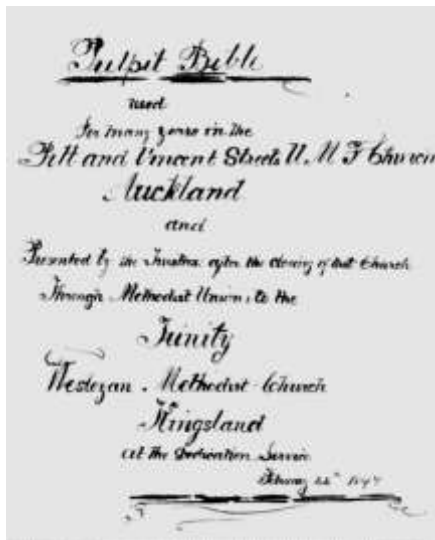 Pulpit Bible
used
for many years in the
Pitt and Vincent Streets U. M. F. Church
Auckland
and
Presented by the Trustees after the closing of that Church
Through Methodist Union, to the
Trinity
Wesleyan Methodist Church
Kingsland
at the Dedication Service
February